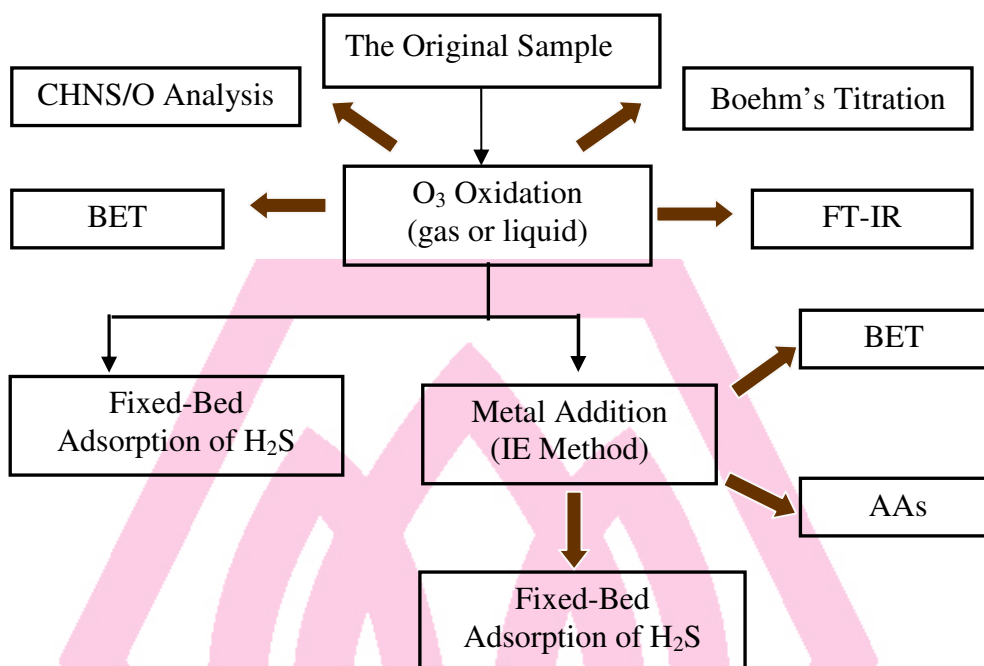 The Original Sample
CHNS/O Analysis
Boehm's Titration
O₃ Oxidation
(gas or liquid)
BET
FT-IR
BET
Fixed-Bed
Adsorption of H₂S
Metal Addition
(IE Method)
AAs
Fixed-Bed
Adsorption of H₂S